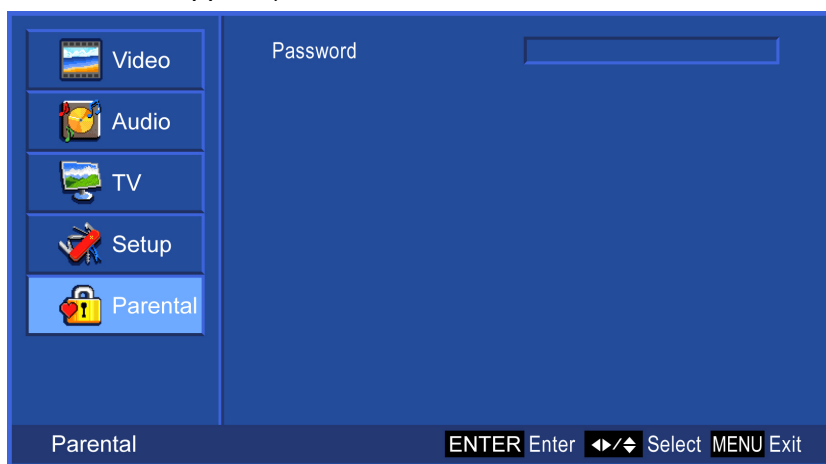 Video
Password
Audio
TV
Setup
Parental
Parental
ENTER Enter ◀▶/▲▼ Select MENU Exit